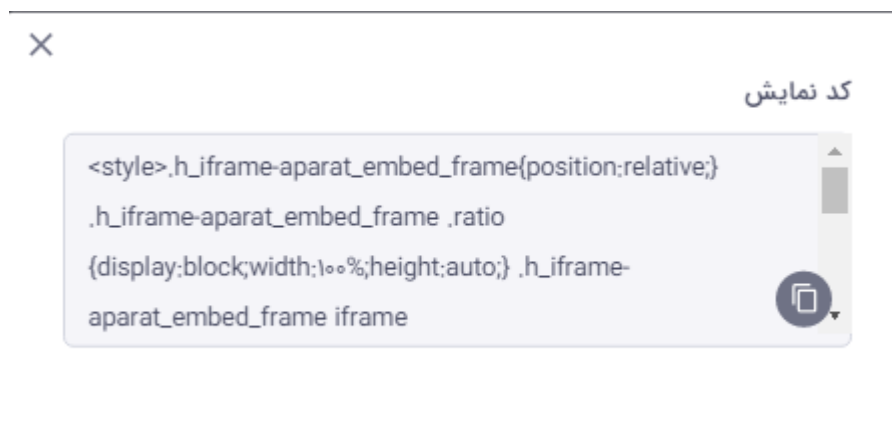 کد نمایش
<style>.h_iframe-aparat_embed_frame{position:relative;}
.h_iframe-aparat_embed_frame .ratio
{display:block;width:۱۰۰%;height:auto;} .h_iframe-
aparat_embed_frame iframe